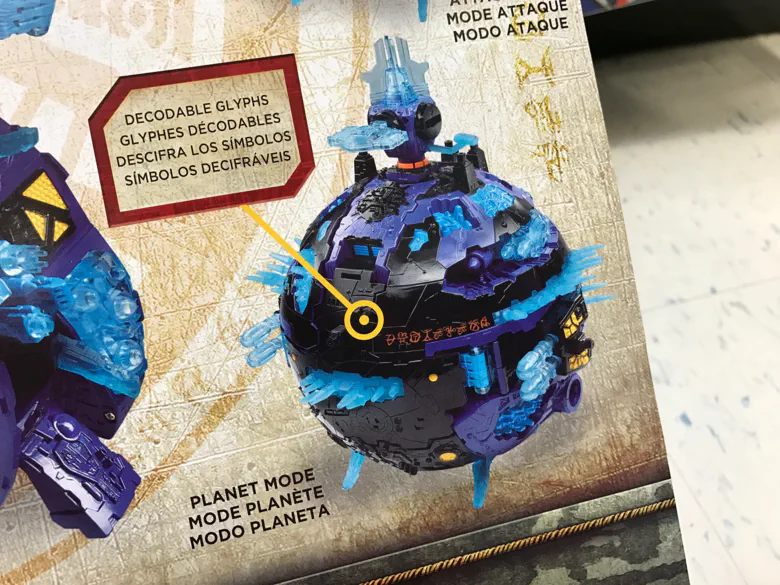 MODE ATTAQUE
MODO ATAQUE
DECODABLE GLYPHS
GLYPHES DÉCODABLES
DESCIFRA LOS SÍMBOLOS
SÍMBOLOS DECIFRÁVEIS
PLANET MODE
MODE PLANÈTE
MODO PLANETA